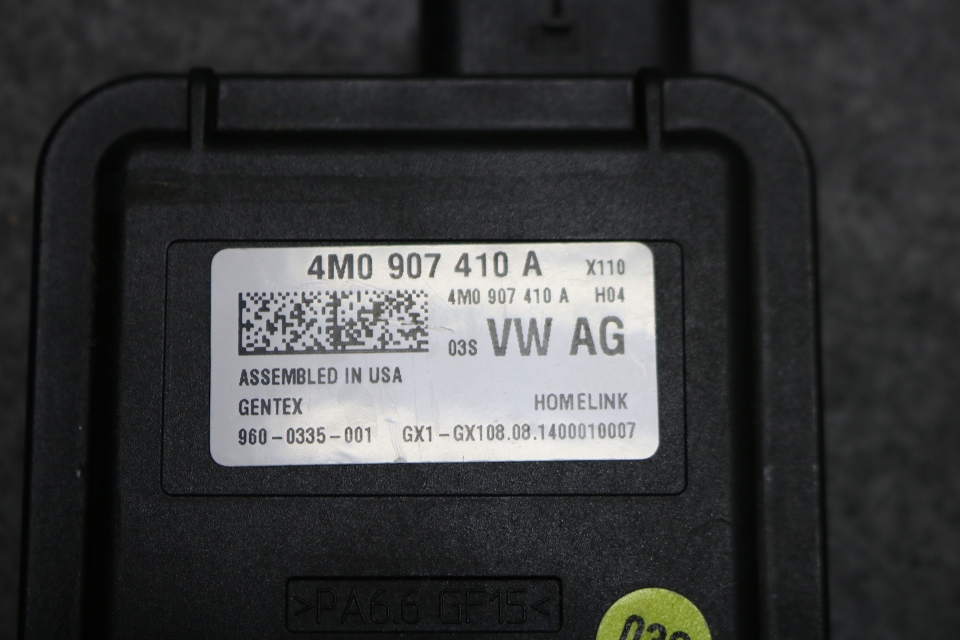 4M0 907 410 A X110
4M0 907 410 A H04
03S VW AG
ASSEMBLED IN USA
GENTEX HOMELINK
960-0335-001 GX1-GX108.08.1400010007
>PA6.6 GF15<